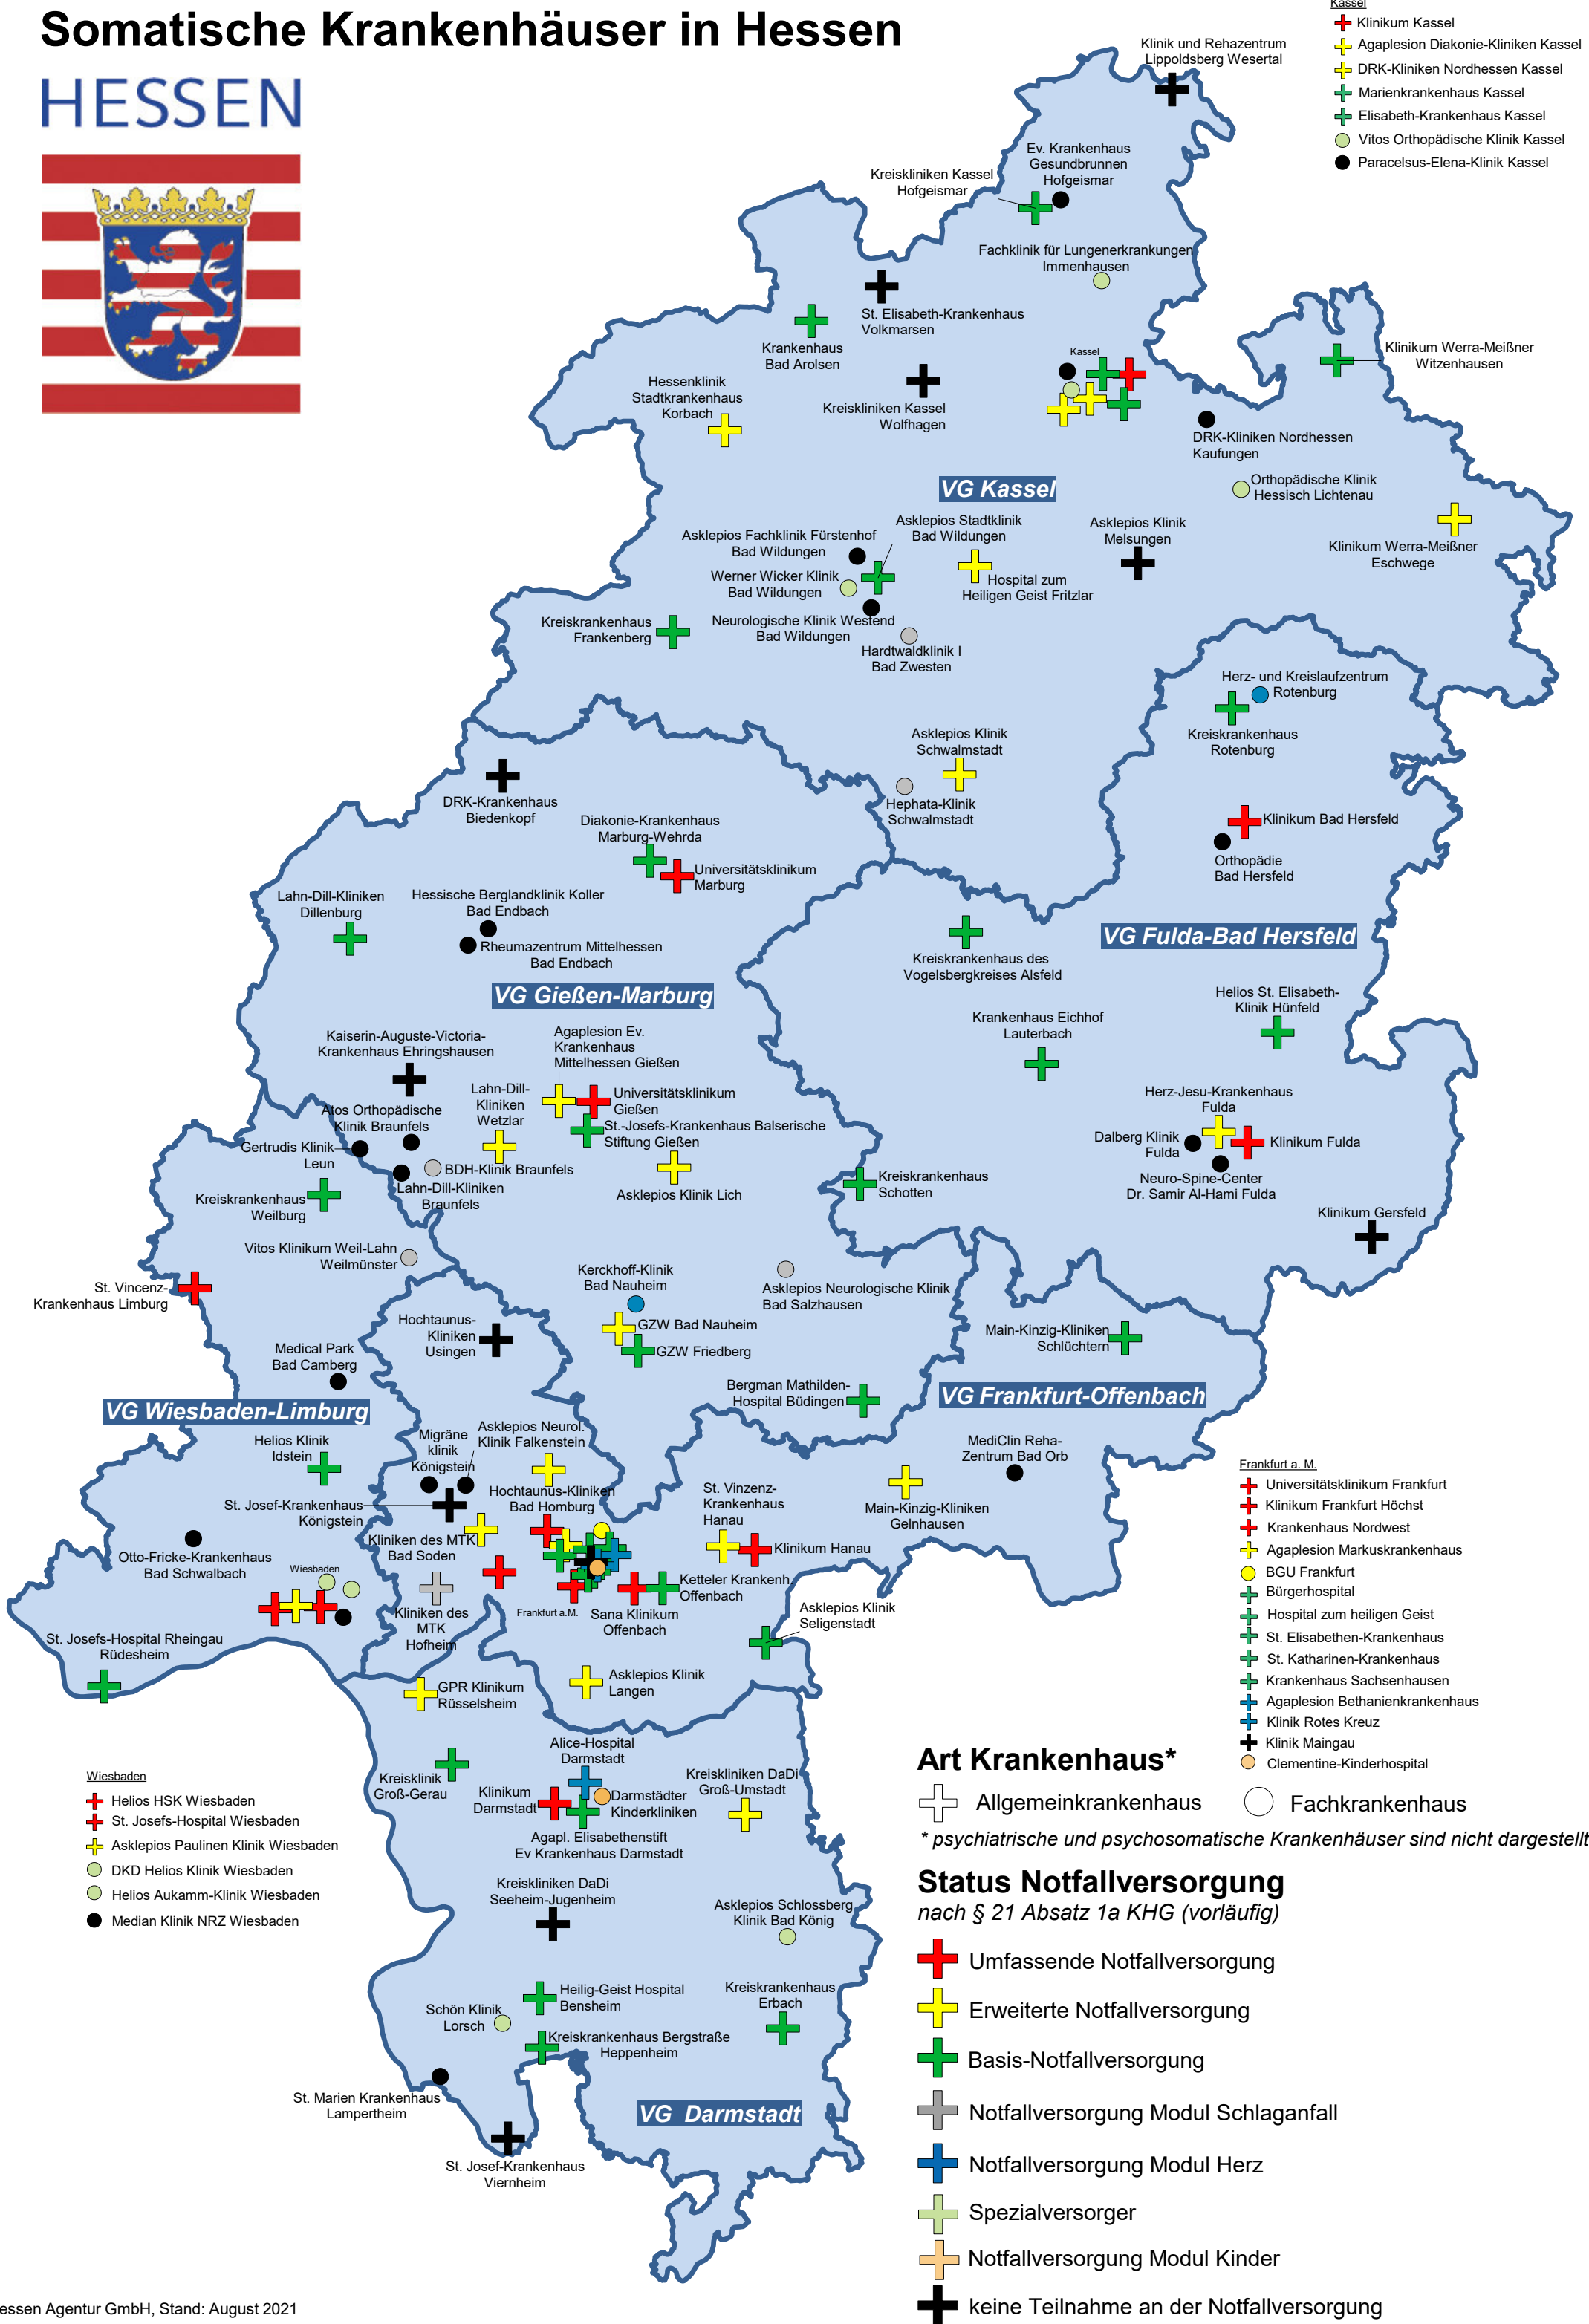 Somatische Krankenhäuser in Hessen
HESSEN
Kassel
Klinikum Kassel
Agaplesion Diakonie-Kliniken Kassel
DRK-Kliniken Nordhessen Kassel
Marienkrankenhaus Kassel
Elisabeth-Krankenhaus Kassel
Vitos Orthopädische Klinik Kassel
Paracelsus-Elena-Klinik Kassel
Klinik und Rehazentrum
Lippoldsberg Wesertal
Ev. Krankenhaus
Gesundbrunnen
Hofgeismar
Kreiskliniken Kassel
Hofgeismar
Fachklinik für Lungenerkrankungen
Immenhausen
St. Elisabeth-Krankenhaus
Volkmarsen
Krankenhaus
Bad Arolsen
Kassel
Klinikum Werra-Meißner
Witzenhausen
Hessenklinik
Stadtkrankenhaus
Korbach
Kreiskliniken Kassel
Wolfhagen
DRK-Kliniken Nordhessen
Kaufungen
VG Kassel
Orthopädische Klinik
Hessisch Lichtenau
Asklepios Stadtklinik
Bad Wildungen
Asklepios Klinik
Melsungen
Asklepios Fachklinik Fürstenhof
Bad Wildungen
Klinikum Werra-Meißner
Eschwege
Werner Wicker Klinik
Bad Wildungen
Hospital zum
Heiligen Geist Fritzlar
Kreiskrankenhaus
Frankenberg
Neurologische Klinik Westend
Bad Wildungen
Hardtwaldklinik I
Bad Zwesten
Herz- und Kreislaufzentrum
Rotenburg
Kreiskrankenhaus
Rotenburg
Asklepios Klinik
Schwalmstadt
Hephata-Klinik
Schwalmstadt
DRK-Krankenhaus
Biedenkopf
Diakonie-Krankenhaus
Marburg-Wehrda
Universitätsklinikum
Marburg
Klinikum Bad Hersfeld
Orthopädie
Bad Hersfeld
Lahn-Dill-Kliniken
Dillenburg
Hessische Berglandklinik Koller
Bad Endbach
Rheumazentrum Mittelhessen
Bad Endbach
VG Fulda-Bad Hersfeld
Kreiskrankenhaus des
Vogelsbergkreises Alsfeld
VG Gießen-Marburg
Helios St. Elisabeth-
Klinik Hünfeld
Krankenhaus Eichhof
Lauterbach
Kaiserin-Auguste-Victoria-
Krankenhaus Ehringshausen
Agaplesion Ev.
Krankenhaus
Mittelhessen Gießen
Lahn-Dill-
Kliniken
Wetzlar
Universitätsklinikum
Gießen
St.-Josefs-Krankenhaus Balserische
Stiftung Gießen
Herz-Jesu-Krankenhaus
Fulda
Dalberg Klinik
Fulda
Klinikum Fulda
Neuro-Spine-Center
Dr. Samir Al-Hami Fulda
Atos Orthopädische
Klinik Braunfels
Gertrudis Klinik
Leun
BDH-Klinik Braunfels
Lahn-Dill-Kliniken
Braunfels
Asklepios Klinik Lich
Kreiskrankenhaus
Schotten
Kreiskrankenhaus
Weilburg
Klinikum Gersfeld
Vitos Klinikum Weil-Lahn
Weilmünster
St. Vincenz-
Krankenhaus Limburg
Kerckhoff-Klinik
Bad Nauheim
Asklepios Neurologische Klinik
Bad Salzhausen
Hochtaunus-
Kliniken
Usingen
GZW Bad Nauheim
GZW Friedberg
Main-Kinzig-Kliniken
Schlüchtern
Medical Park
Bad Camberg
Bergman Mathilden-
Hospital Büdingen
VG Frankfurt-Offenbach
VG Wiesbaden-Limburg
Helios Klinik
Idstein
Migräne
klinik
Königstein
Asklepios Neurol.
Klinik Falkenstein
MediClin Reha-
Zentrum Bad Orb
St. Josef-Krankenhaus
Königstein
Hochtaunus-Kliniken
Bad Homburg
St. Vinzenz-
Krankenhaus
Hanau
Main-Kinzig-Kliniken
Gelnhausen
Kliniken des MTK
Bad Soden
Klinikum Hanau
Otto-Fricke-Krankenhaus
Bad Schwalbach
Wiesbaden
Kliniken des
MTK
Hofheim
Frankfurt a.M.
Sana Klinikum
Offenbach
Ketteler Krankenh.
Offenbach
Asklepios Klinik
Seligenstadt
St. Josefs-Hospital Rheingau
Rüdesheim
GPR Klinikum
Rüsselsheim
Asklepios Klinik
Langen
Frankfurt a. M.
Universitätsklinikum Frankfurt
Klinikum Frankfurt Höchst
Krankenhaus Nordwest
Agaplesion Markuskrankenhaus
BGU Frankfurt
Bürgerhospital
Hospital zum heiligen Geist
St. Elisabethen-Krankenhaus
St. Katharinen-Krankenhaus
Krankenhaus Sachsenhausen
Agaplesion Bethanienkrankenhaus
Klinik Rotes Kreuz
Klinik Maingau
Clementine-Kinderhospital
Wiesbaden
Helios HSK Wiesbaden
St. Josefs-Hospital Wiesbaden
Asklepios Paulinen Klinik Wiesbaden
DKD Helios Klinik Wiesbaden
Helios Aukamm-Klinik Wiesbaden
Median Klinik NRZ Wiesbaden
Kreisklinik
Groß-Gerau
Alice-Hospital
Darmstadt
Klinikum
Darmstadt
Darmstädter
Kinderkliniken
Kreiskliniken DaDi
Groß-Umstadt
Agapl. Elisabethenstift
Ev Krankenhaus Darmstadt
Kreiskliniken DaDi
Seeheim-Jugenheim
Asklepios Schlossberg
Klinik Bad König
Heilig-Geist Hospital
Bensheim
Kreiskrankenhaus
Erbach
Schön Klinik
Lorsch
Kreiskrankenhaus Bergstraße
Heppenheim
St. Marien Krankenhaus
Lampertheim
VG Darmstadt
St. Josef-Krankenhaus
Viernheim
Art Krankenhaus*
Allgemeinkrankenhaus
Fachkrankenhaus
* psychiatrische und psychosomatische Krankenhäuser sind nicht dargestellt
Status Notfallversorgung
nach § 21 Absatz 1a KHG (vorläufig)
Umfassende Notfallversorgung
Erweiterte Notfallversorgung
Basis-Notfallversorgung
Notfallversorgung Modul Schlaganfall
Notfallversorgung Modul Herz
Spezialversorger
Notfallversorgung Modul Kinder
keine Teilnahme an der Notfallversorgung
essen Agentur GmbH, Stand: August 2021